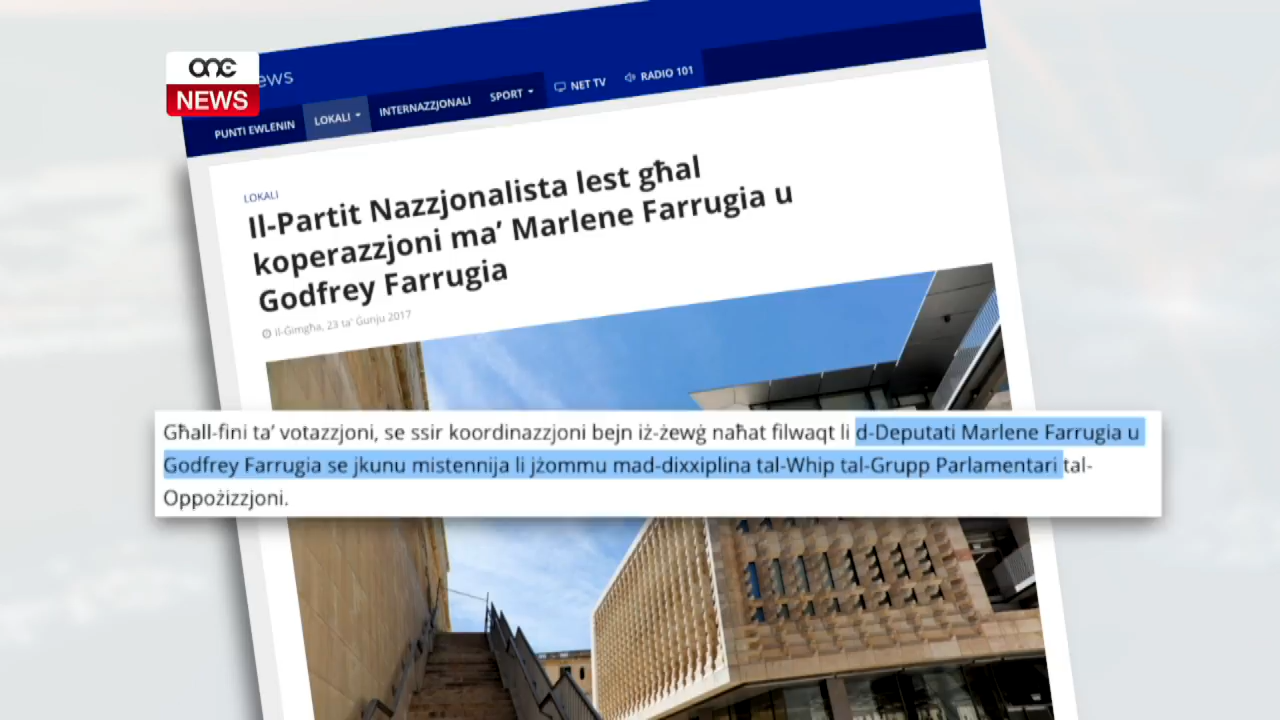 one
NEWS
ews
PUNTI EWLENIN
LOKALI
INTERNAZZJONALI
SPORT
NET TV
RADIO 101
LOKALI
Il-Partit Nazzjonalista lest għal
koperazzjoni ma’ Marlene Farrugia u
Godfrey Farrugia
Il-Ġimgħa, 23 ta' Ġunju 2017
Għall-fini ta’ votazzjoni, se ssir koordinazzjoni bejn iż-żewġ naħat filwaqt li d-Deputati Marlene Farrugia u
Godfrey Farrugia se jkunu mistennija li jżommu mad-dixxiplina tal-Whip tal-Grupp Parlamentari tal-
Oppożizzjoni.